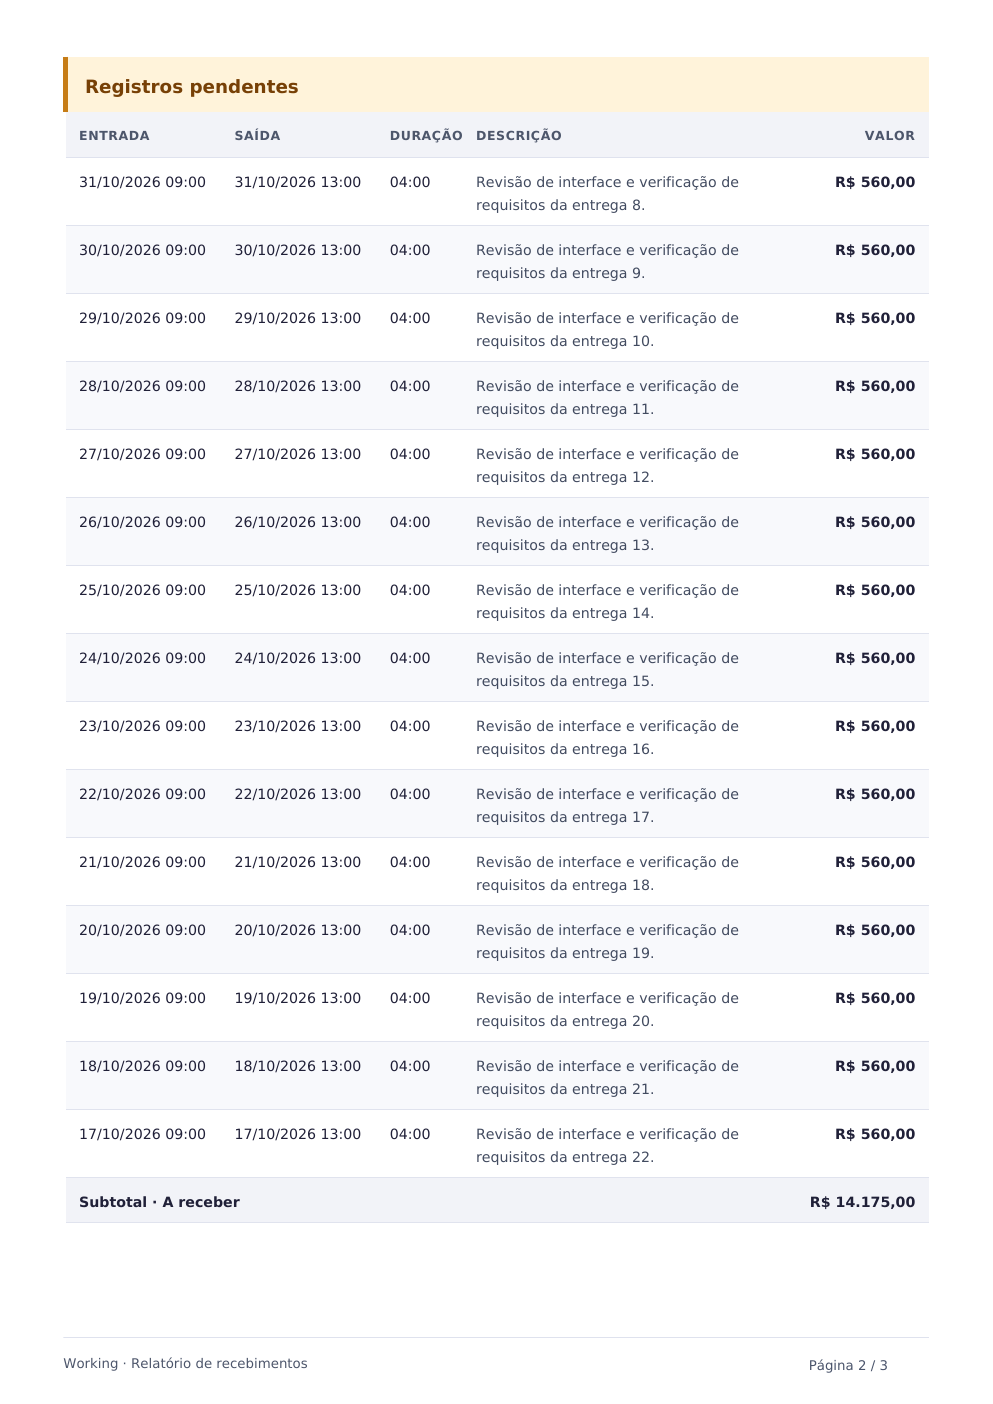 Registros pendentes
ENTRADA SAÍDA DURAÇÃO DESCRIÇÃO VALOR
31/10/2026 09:00 31/10/2026 13:00 04:00 Revisão de interface e verificação de R$ 560,00
requisitos da entrega 8.
30/10/2026 09:00 30/10/2026 13:00 04:00 Revisão de interface e verificação de R$ 560,00
requisitos da entrega 9.
29/10/2026 09:00 29/10/2026 13:00 04:00 Revisão de interface e verificação de R$ 560,00
requisitos da entrega 10.
28/10/2026 09:00 28/10/2026 13:00 04:00 Revisão de interface e verificação de R$ 560,00
requisitos da entrega 11.
27/10/2026 09:00 27/10/2026 13:00 04:00 Revisão de interface e verificação de R$ 560,00
requisitos da entrega 12.
26/10/2026 09:00 26/10/2026 13:00 04:00 Revisão de interface e verificação de R$ 560,00
requisitos da entrega 13.
25/10/2026 09:00 25/10/2026 13:00 04:00 Revisão de interface e verificação de R$ 560,00
requisitos da entrega 14.
24/10/2026 09:00 24/10/2026 13:00 04:00 Revisão de interface e verificação de R$ 560,00
requisitos da entrega 15.
23/10/2026 09:00 23/10/2026 13:00 04:00 Revisão de interface e verificação de R$ 560,00
requisitos da entrega 16.
22/10/2026 09:00 22/10/2026 13:00 04:00 Revisão de interface e verificação de R$ 560,00
requisitos da entrega 17.
21/10/2026 09:00 21/10/2026 13:00 04:00 Revisão de interface e verificação de R$ 560,00
requisitos da entrega 18.
20/10/2026 09:00 20/10/2026 13:00 04:00 Revisão de interface e verificação de R$ 560,00
requisitos da entrega 19.
19/10/2026 09:00 19/10/2026 13:00 04:00 Revisão de interface e verificação de R$ 560,00
requisitos da entrega 20.
18/10/2026 09:00 18/10/2026 13:00 04:00 Revisão de interface e verificação de R$ 560,00
requisitos da entrega 21.
17/10/2026 09:00 17/10/2026 13:00 04:00 Revisão de interface e verificação de R$ 560,00
requisitos da entrega 22.
Subtotal · A receber R$ 14.175,00
Working · Relatório de recebimentos Página 2 / 3